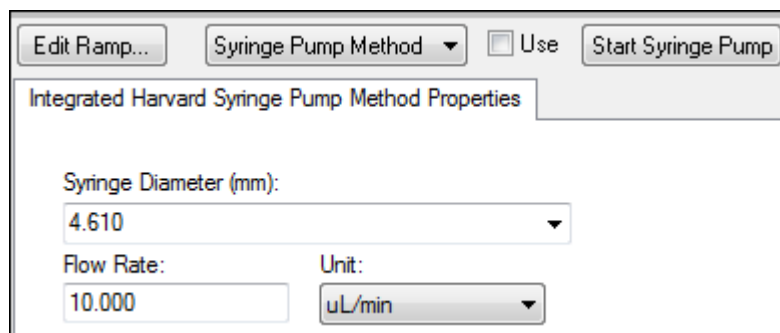 Edit Ramp... Syringe Pump Method Use Start Syringe Pump
Integrated Harvard Syringe Pump Method Properties
Syringe Diameter (mm):
4.610
Flow Rate: Unit:
10.000 uL/min